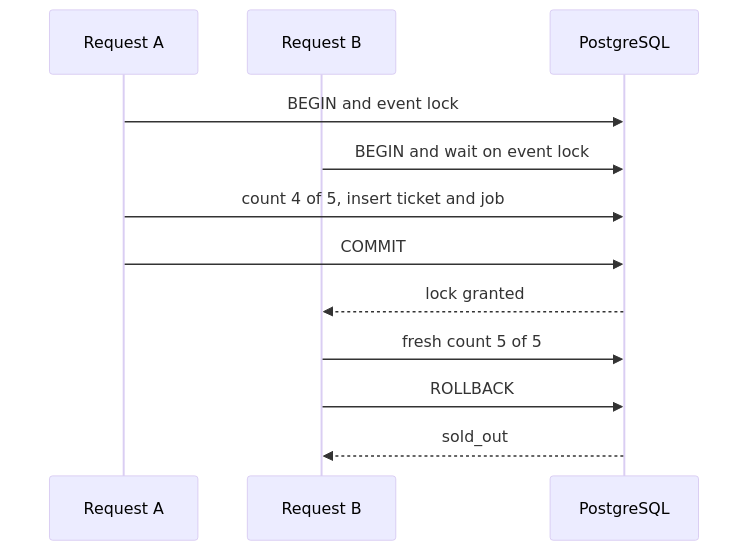 Request A
Request B
PostgreSQL
BEGIN and event lock
BEGIN and wait on event lock
count 4 of 5, insert ticket and job
COMMIT
lock granted
fresh count 5 of 5
ROLLBACK
sold_out
Request A
Request B
PostgreSQL